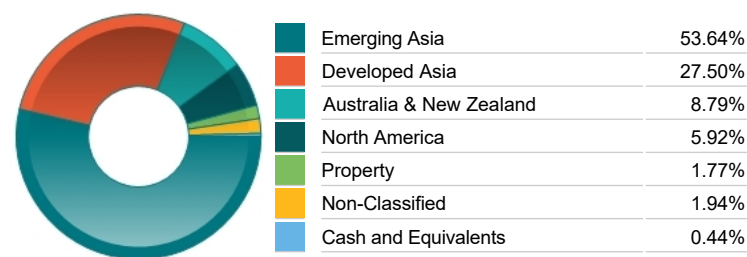 Emerging Asia 53.64%
Developed Asia 27.50%
Australia & New Zealand 8.79%
North America 5.92%
Property 1.77%
Non-Classified 1.94%
Cash and Equivalents 0.44%